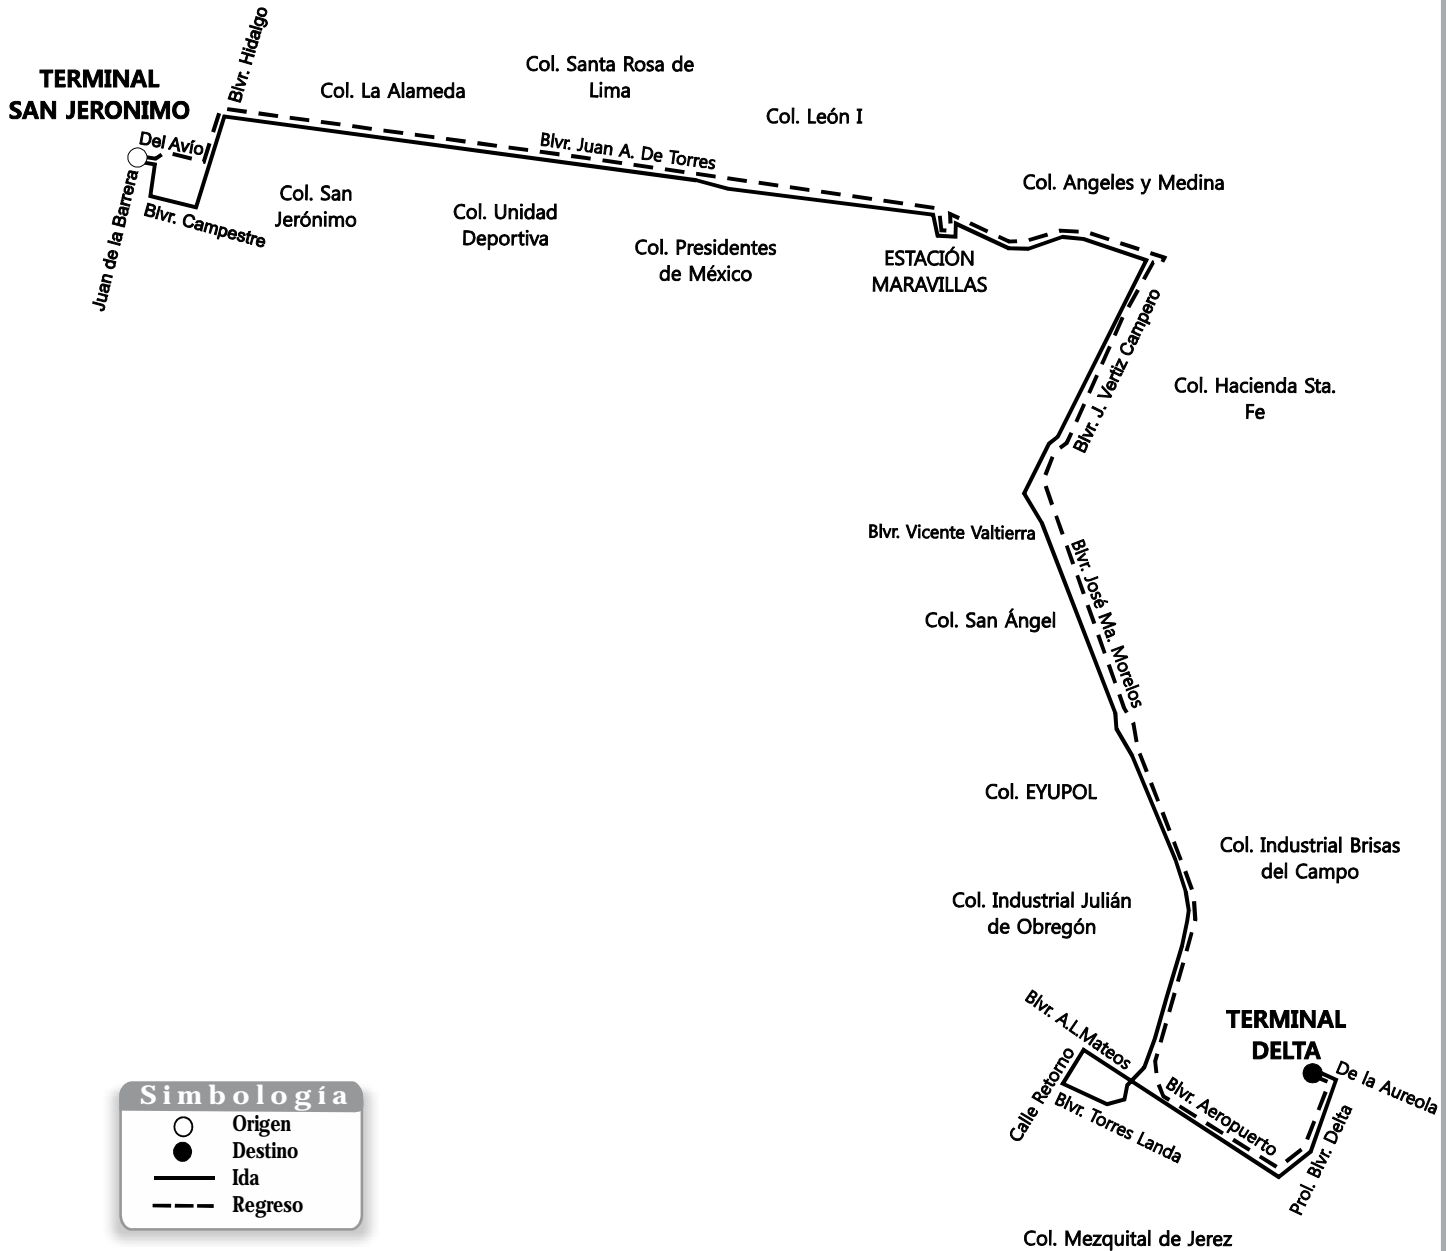 Blvr. Hidalgo
TERMINAL
SAN JERONIMO
Col. La Alameda
Col. Santa Rosa de
Lima
Col. León I
Del Avío
Blvr. Juan A. De Torres
Col. Angeles y Medina
Juan de la Barrera
Blvr. Campestre
Col. San
Jerónimo
Col. Unidad
Deportiva
Col. Presidentes
de México
ESTACIÓN
MARAVILLAS
Blvr. J. Vertiz Campero
Col. Hacienda Sta.
Fe
Blvr. Vicente Valtierra
Blvr. José Ma. Morelos
Col. San Ángel
Col. EYUPOL
Col. Industrial Brisas
del Campo
Col. Industrial Julián
de Obregón
Blvr. A.L.Mateos
TERMINAL
DELTA
De la Aureola
Calle Retorno
Blvr. Torres Landa
Blvr. Aeropuerto
Prol. Blvr. Delta
Simbología
Origen
Destino
Ida
Regreso
Col. Mezquital de Jerez